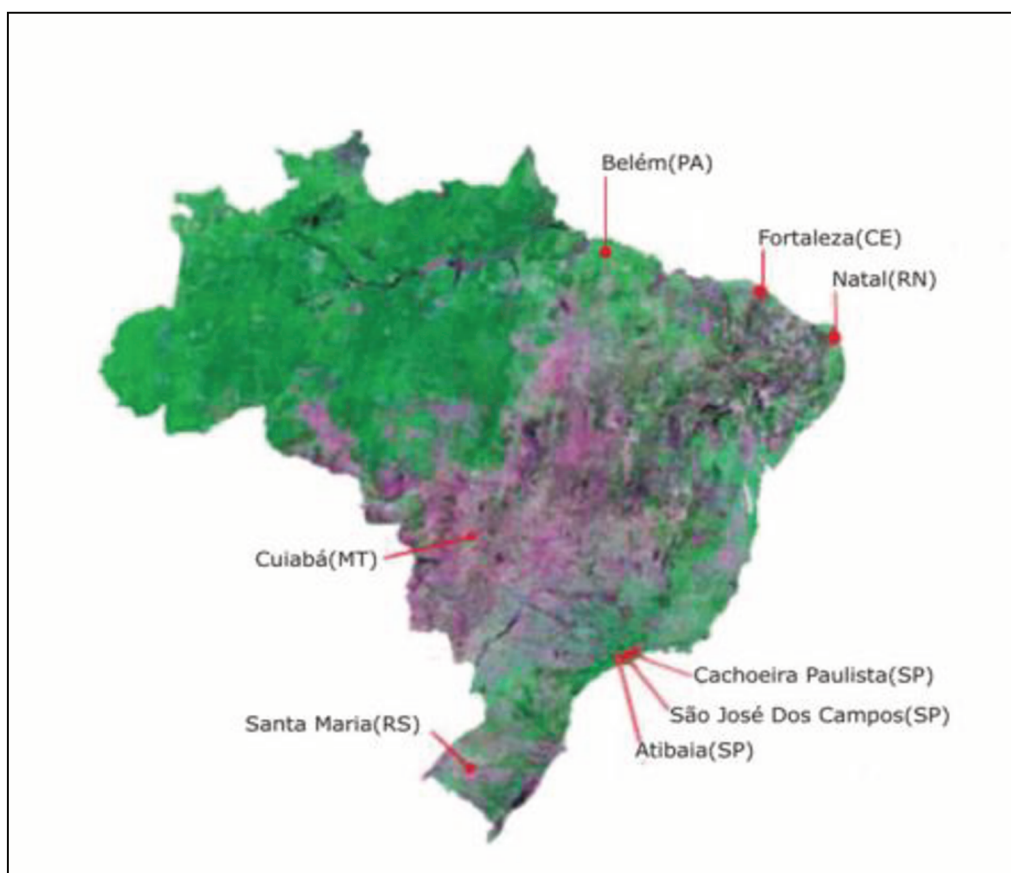 Belém(PA)
Fortaleza(CE)
Natal(RN)
Cuiabá(MT)
Cachoeira Paulista(SP)
São José Dos Campos(SP)
Santa Maria(RS)
Atibaia(SP)